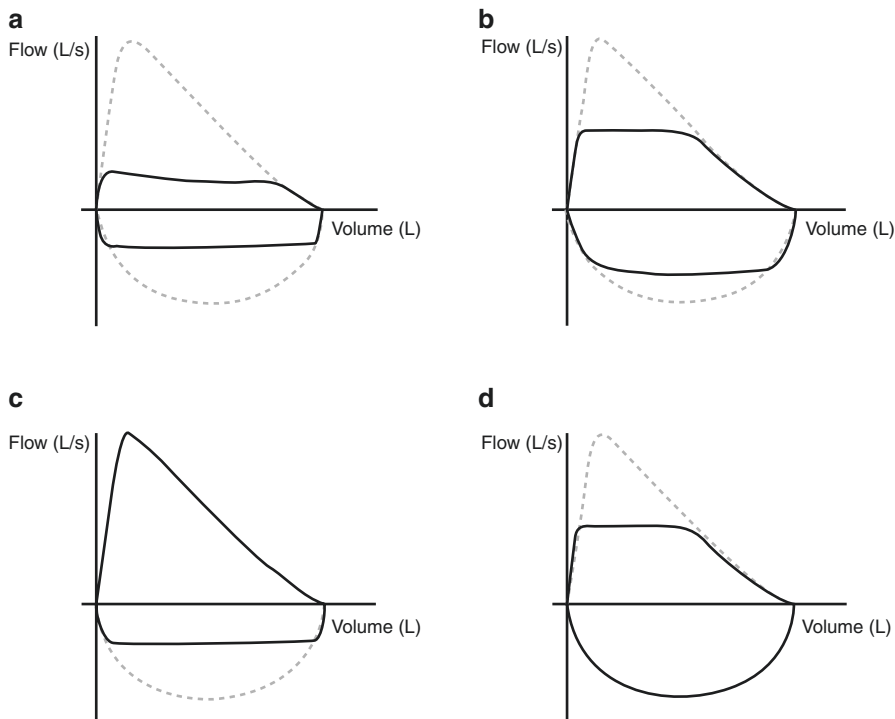 a
Flow (L/s)
Volume (L)
b
Flow (L/s)
Volume (L)
c
Flow (L/s)
Volume (L)
d
Flow (L/s)
Volume (L)